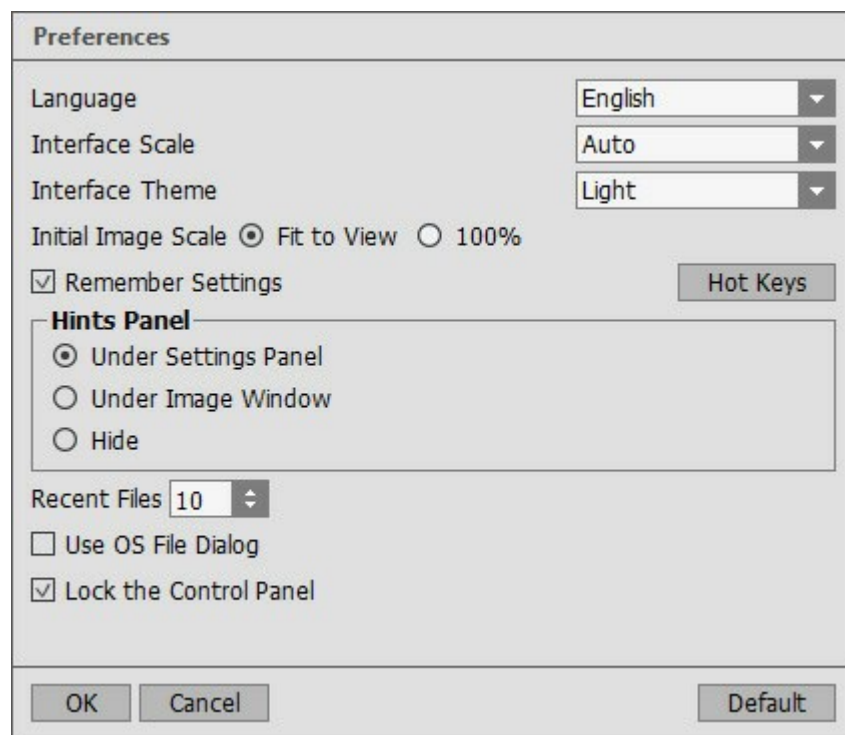 Preferences
Language English
Interface Scale Auto
Interface Theme Light
Initial Image Scale Fit to View 100%
Remember Settings Hot Keys
Hints Panel
Under Settings Panel
Under Image Window
Hide
Recent Files 10
Use OS File Dialog
Lock the Control Panel
OK Cancel Default